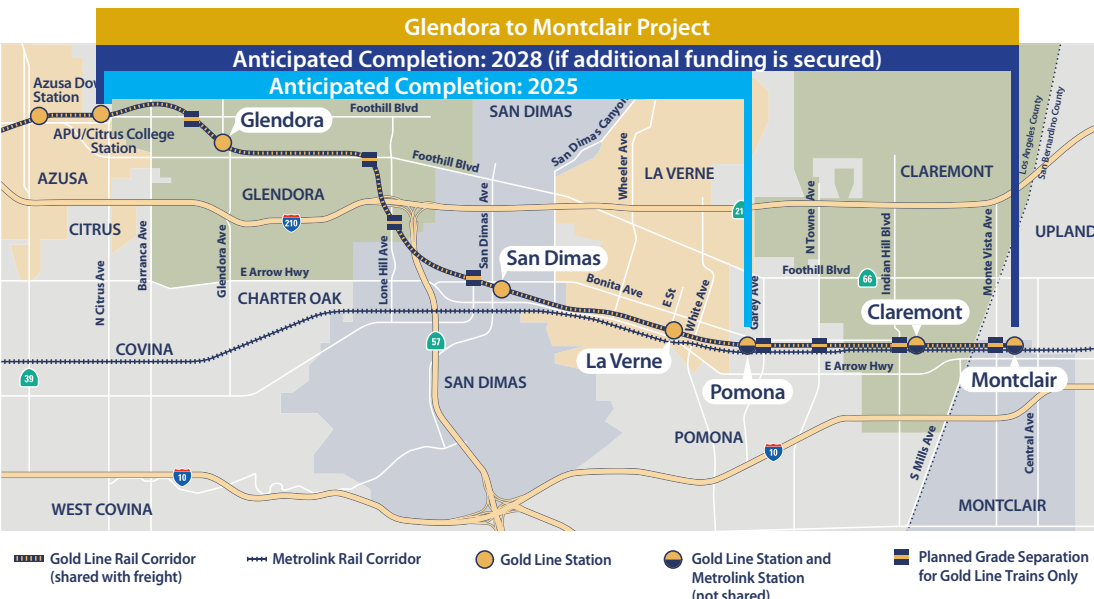 Glendora to Montclair Project
Anticipated Completion: 2028 (if additional funding is secured)
Anticipated Completion: 2025
Azusa Dow
Station
APU/Citrus College
Station
Glendora
Foothill Blvd
SAN DIMAS
San Dimas Canyon
Foothill Blvd
Wheeler Ave
LA VERNE
CLAREMONT
Los Angeles County
San Bernardino County
AZUSA
GLENDORA
210
21
CITRUS
UPLAND
N Citrus Ave
Barranca Ave
Glendora Ave
E Arrow Hwy
Lone Hill Ave
San Dimas Ave
San Dimas
Bonita Ave
E St
White Ave
Garey Ave
N Towne Ave
Foothill Blvd
66
Indian Hill Blvd
Monte Vista Ave
CHARTER OAK
Claremont
COVINA
57
La Verne
E Arrow Hwy
39
SAN DIMAS
Pomona
Montclair
POMONA
10
10
S Mills Ave
Central Ave
WEST COVINA
MONTCLAIR
Gold Line Rail Corridor
(shared with freight)
Metrolink Rail Corridor
Gold Line Station
Gold Line Station and
Metrolink Station
(not shared)
Planned Grade Separation
for Gold Line Trains Only